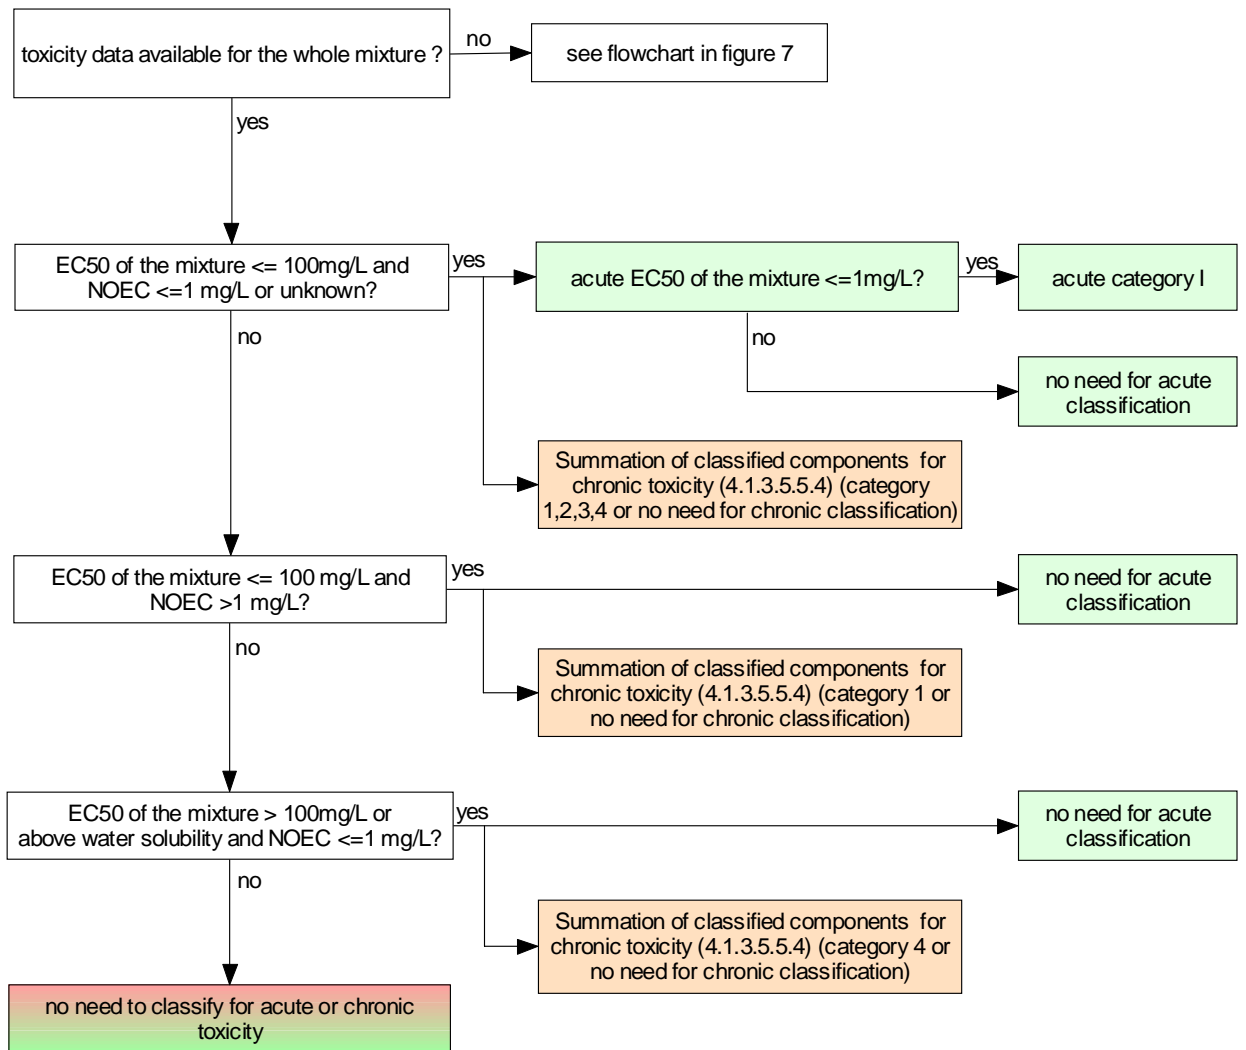 toxicity data available for the whole mixture ?
no
see flowchart in figure 7
yes
EC50 of the mixture <= 100mg/L and
NOEC <=1 mg/L or unknown?
yes
acute EC50 of the mixture <=1mg/L?
yes
acute category I
no
no
no need for acute
classification
Summation of classified components for
chronic toxicity (4.1.3.5.5.4) (category
1,2,3,4 or no need for chronic classification)
EC50 of the mixture <= 100 mg/L and
NOEC >1 mg/L?
yes
no need for acute
classification
no
Summation of classified components for
chronic toxicity (4.1.3.5.5.4) (category 1 or
no need for chronic classification)
EC50 of the mixture > 100mg/L or
above water solubility and NOEC <=1 mg/L?
yes
no need for acute
classification
no
Summation of classified components for
chronic toxicity (4.1.3.5.5.4) (category 4 or
no need for chronic classification)
no need to classify for acute or chronic
toxicity